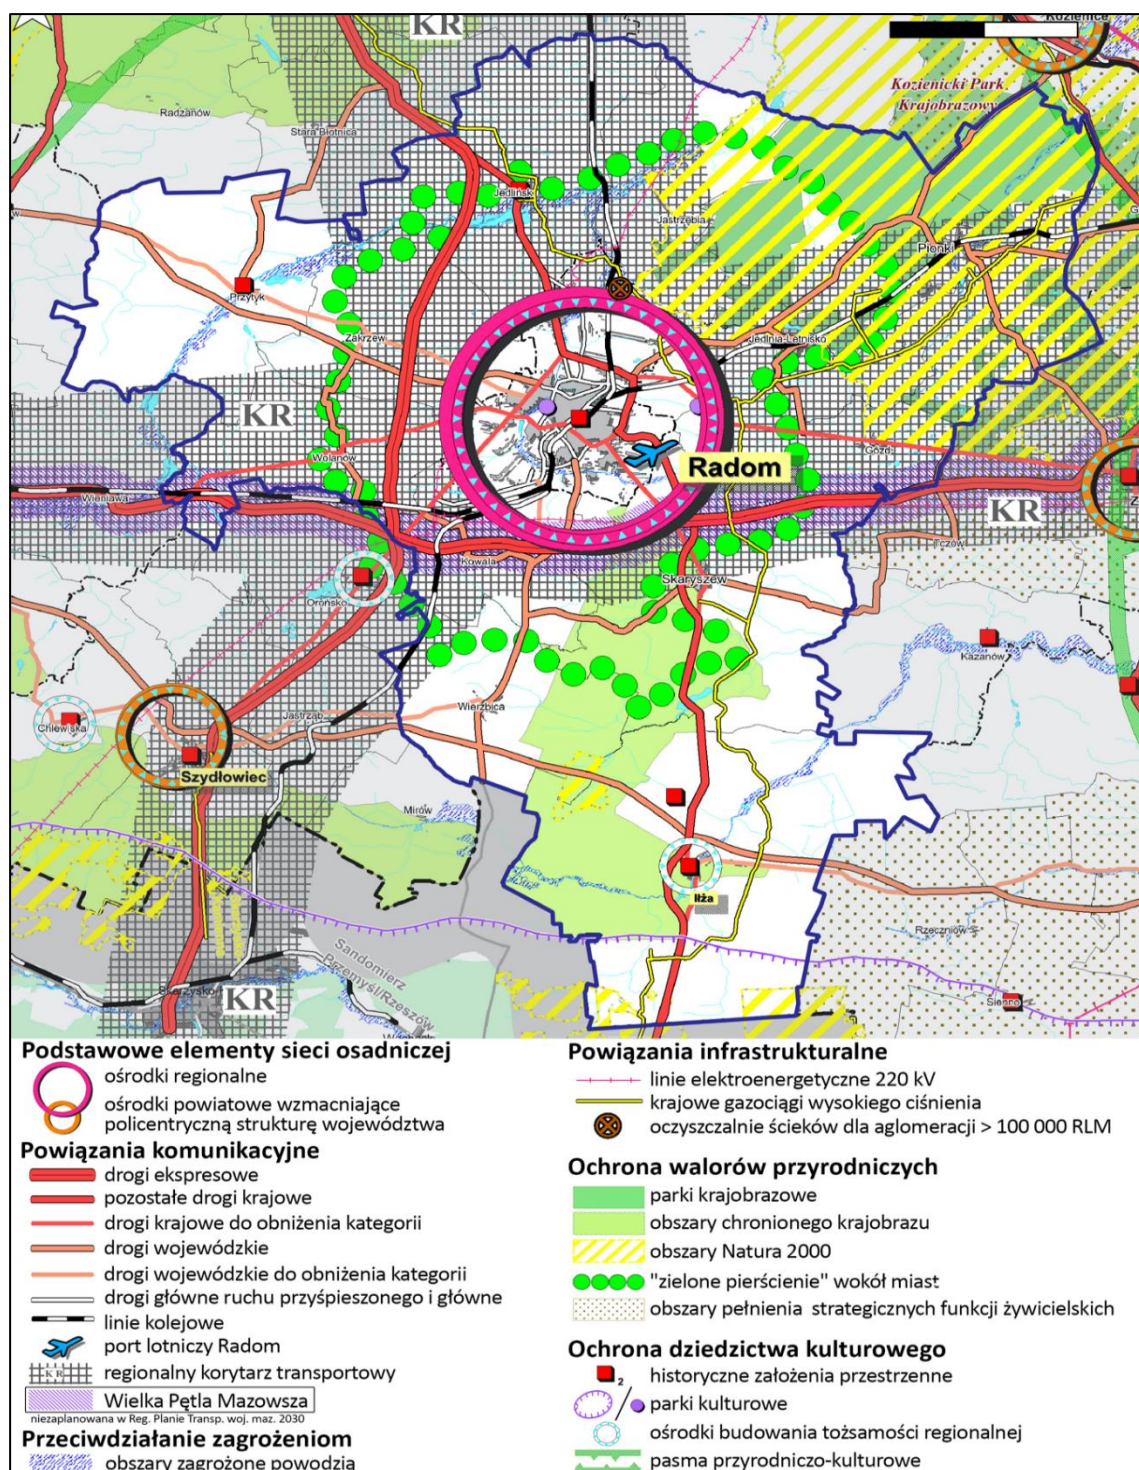 KR
Kozienice
Kozienicki Park
Krajobrazowy
Radzanów
Stara Błotnica
Jedlińsk
Jastrzębia
Pionki
Przytyk
Zakrzew
Jedlnia-Letnisko
KR
Wolanów
Radom
Gózd
Wieniawa
KR
Kowala
Tczów
Orońsko
Skaryszew
Kazanów
Chlewiska
Jastrząb
Wierzbica
Szydłowiec
Mirów
Iłża
Rzeczniów
Sandomierz
Przemyśl/Rzeszów
KR
Sienno
Podstawowe elementy sieci osadniczej
ośrodki regionalne
ośrodki powiatowe wzmacniające
policentryczną strukturę województwa
Powiązania komunikacyjne
drogi ekspresowe
pozostałe drogi krajowe
drogi krajowe do obniżenia kategorii
drogi wojewódzkie
drogi wojewódzkie do obniżenia kategorii
drogi główne ruchu przyśpieszonego i główne
linie kolejowe
port lotniczy Radom
KR regionalny korytarz transportowy
Wielka Pętla Mazowsza
niezaplanowana w Reg. Planie Transp. woj. maz. 2030
Przeciwdziałanie zagrożeniom
obszary zagrożone powodzią
Powiązania infrastrukturalne
linie elektroenergetyczne 220 kV
krajowe gazociągi wysokiego ciśnienia
oczyszczalnie ścieków dla aglomeracji > 100 000 RLM
Ochrona walorów przyrodniczych
parki krajobrazowe
obszary chronionego krajobrazu
obszary Natura 2000
"zielone pierścienie" wokół miast
obszary pełnienia strategicznych funkcji żywicielskich
Ochrona dziedzictwa kulturowego
2 historyczne założenia przestrzenne
parki kulturowe
ośrodki budowania tożsamości regionalnej
pasma przyrodniczo-kulturowe